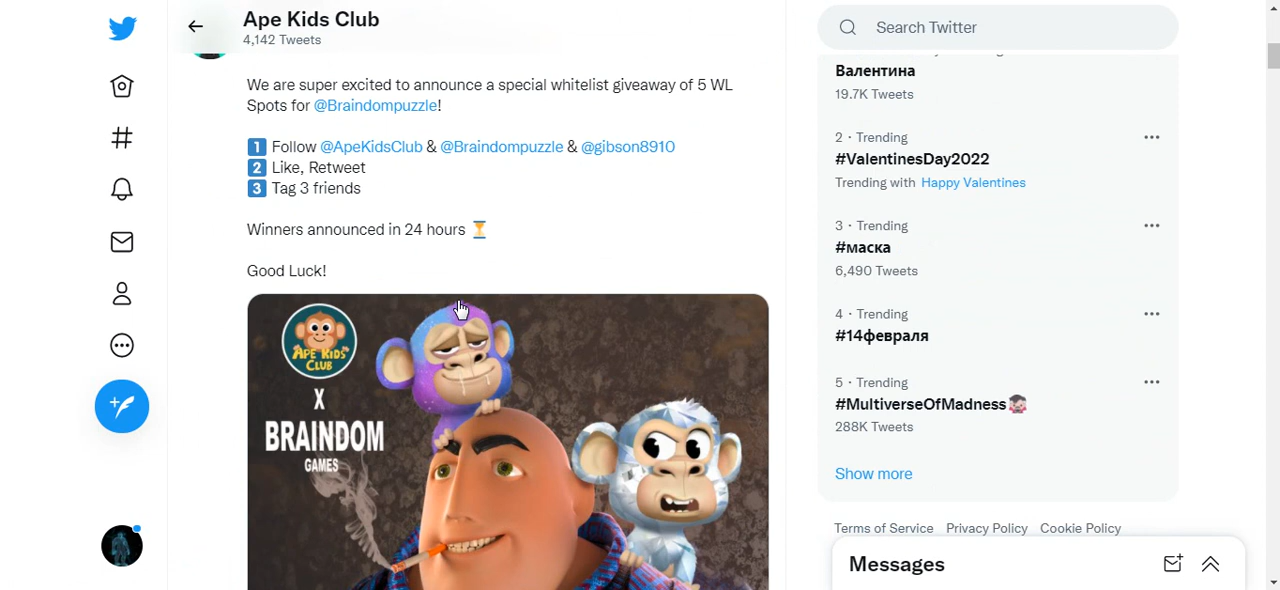 Ape Kids Club
4,142 Tweets
We are super excited to announce a special whitelist giveaway of 5 WL
Spots for @Braindompuzzle!
1 Follow @ApeKidsClub & @Braindompuzzle & @gibson8910
2 Like, Retweet
3 Tag 3 friends
Winners announced in 24 hours ⏳
Good Luck!
APE KIDS
CLUB
X
BRAINDOM
GAMES
Search Twitter
Валентина
19.7K Tweets
2 · Trending
#ValentinesDay2022
Trending with Happy Valentines
3 · Trending
#маска
6,490 Tweets
4 · Trending
#14февраля
5 · Trending
#MultiverseOfMadness
288K Tweets
Show more
Terms of Service Privacy Policy Cookie Policy
Messages